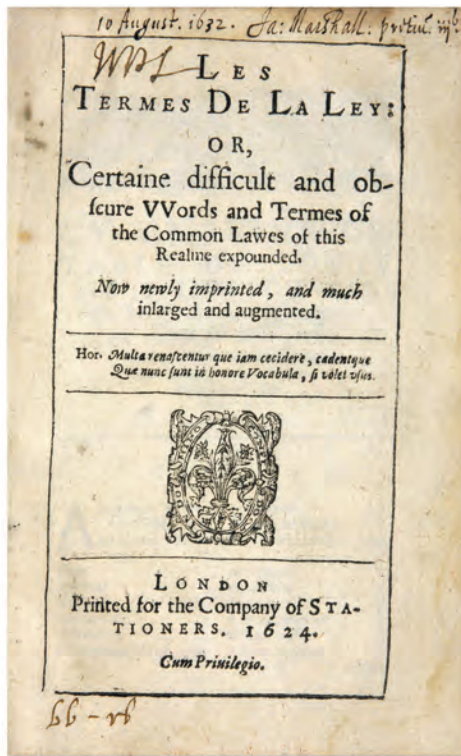 10 August. 1632. Ja: Marshall. pretiū. iijs
LES
TERMES DE LA LEY:
OR,
Certaine difficult and ob-
ſcure VVords and Termes of
the Common Lawes of this
Realme expounded.
Now newly imprinted, and much
inlarged and augmented.
Hor. Multa renaſcentur que iam cecidere, cadentque
Quæ nunc ſunt in honore Vocabula, ſi volet vſus.
LONDON
Printed for the Company of STA-
TIONERS. 1624.
Cum Priuilegio.